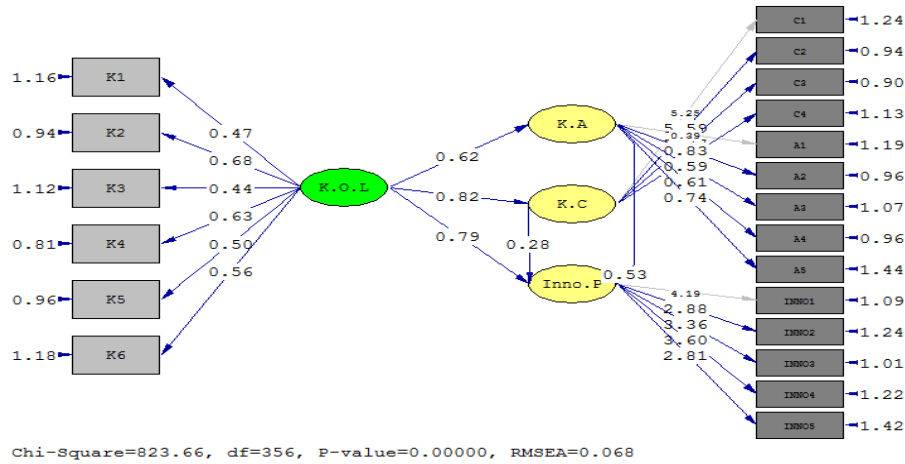 C1 1.24
C2 0.94
1.16 K1
C3 0.90
5.25
K.A
C4 1.13
5.59
0.47
0.94 K2
0.39
A1 1.19
0.68
0.83
0.62
0.59
A2 0.96
1.12 K3
0.44
K.O.L
0.61
0.82
0.74
K.C
A3 1.07
0.63
0.81 K4
0.79
A4 0.96
0.50
0.28
0.56
0.53
A5 1.44
Inno.P
4.19
0.96 K5
INNO1 1.09
2.88
3.36
INNO2 1.24
3.60
1.18 K6
2.81
INNO3 1.01
INNO4 1.22
INNO5 1.42
Chi-Square=823.66, df=356, P-value=0.00000, RMSEA=0.068